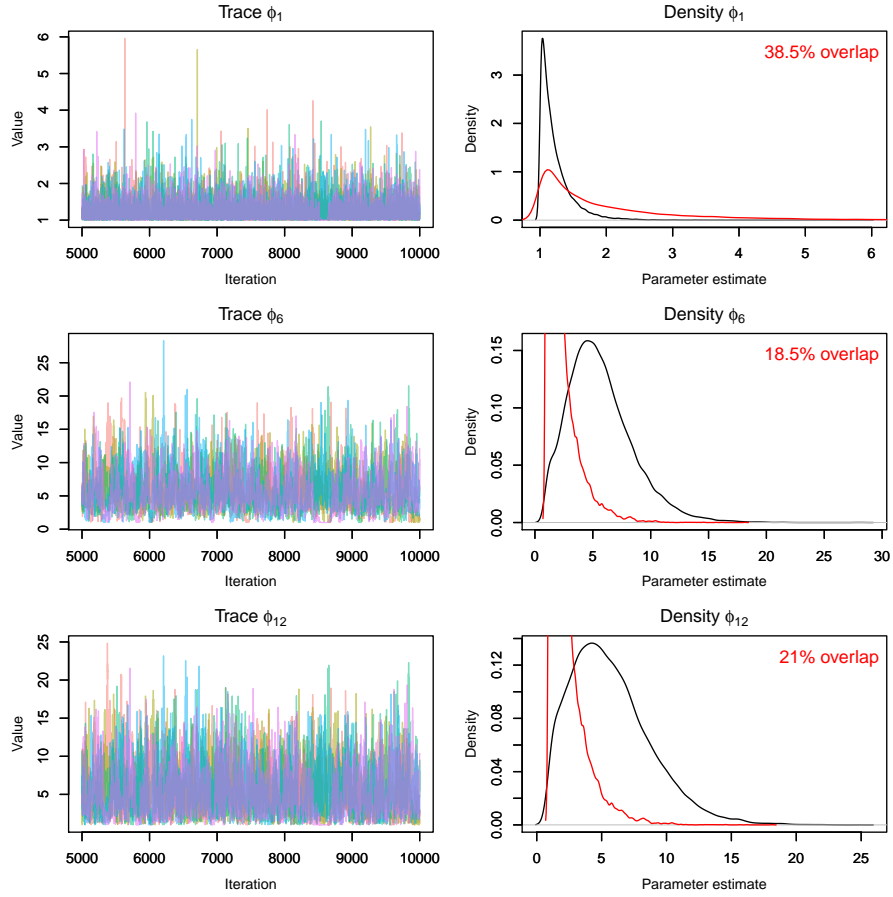 Trace ϕ1
Value
1 2 3 4 5 6
5000 6000 7000 8000 9000 10000
Iteration
Density ϕ1
38.5% overlap
Density
0 1 2 3
1 2 3 4 5 6
Parameter estimate
Trace ϕ6
Value
0 5 10 15 20 25
5000 6000 7000 8000 9000 10000
Iteration
Density ϕ6
18.5% overlap
Density
0.00 0.05 0.10 0.15
0 5 10 15 20 25 30
Parameter estimate
Trace ϕ12
Value
5 10 15 20 25
5000 6000 7000 8000 9000 10000
Iteration
Density ϕ12
21% overlap
Density
0.00 0.04 0.08 0.12
0 5 10 15 20 25
Parameter estimate